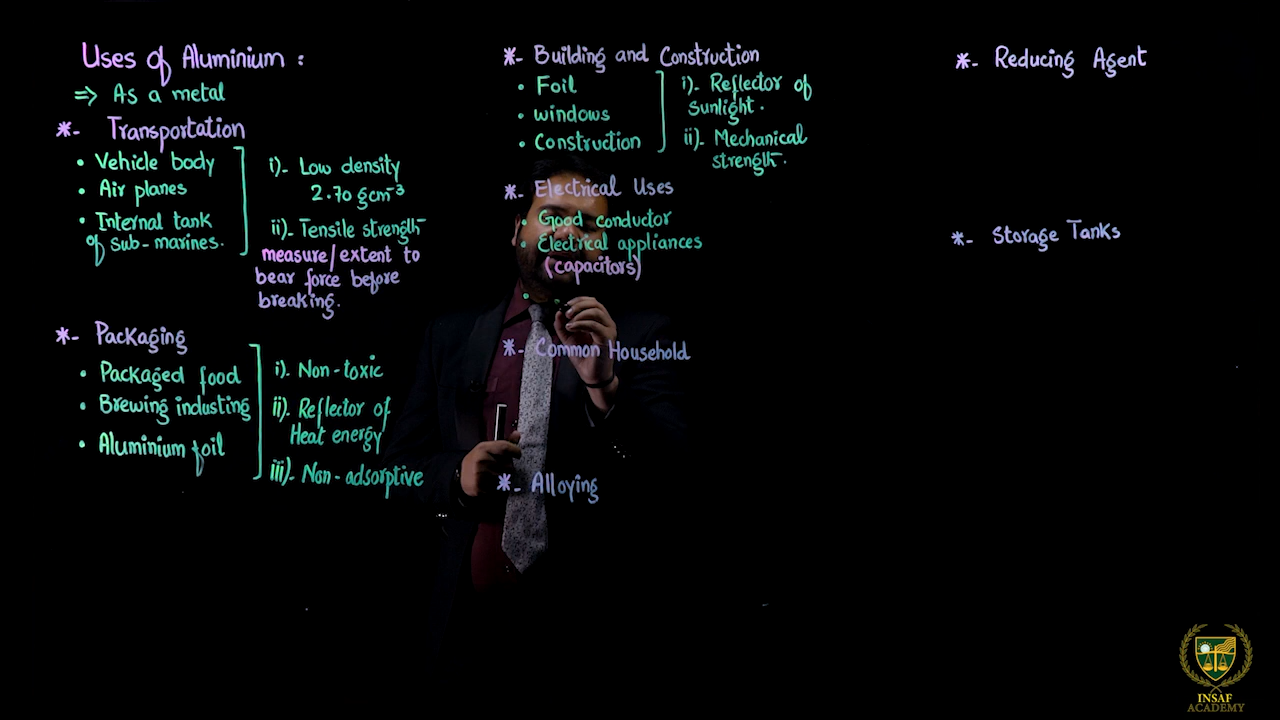 Uses of Aluminium :
⇒ As a metal
*- Transportation
• Vehicle body
• Air planes
• Internal tank
of sub-marines.
i)- Low density
2.70 gcm⁻³
ii)- Tensile strength
measure/extent to
bear force before
breaking.
*- Packaging
• Packaged food
• Brewing industing
• Aluminium foil
i)- Non-toxic
ii)- Reflector of
Heat energy
iii)- Non-adsorptive
*- Building and Construction
• Foil
• windows
• Construction
i)- Reflector of
Sunlight.
ii)- Mechanical
strength.
*- Electrical Uses
• Good conductor
• Electrical appliances
(capacitors)
•
*- Common Household
*- Alloying
*- Reducing Agent
*- Storage Tanks
INSAF
ACADEMY